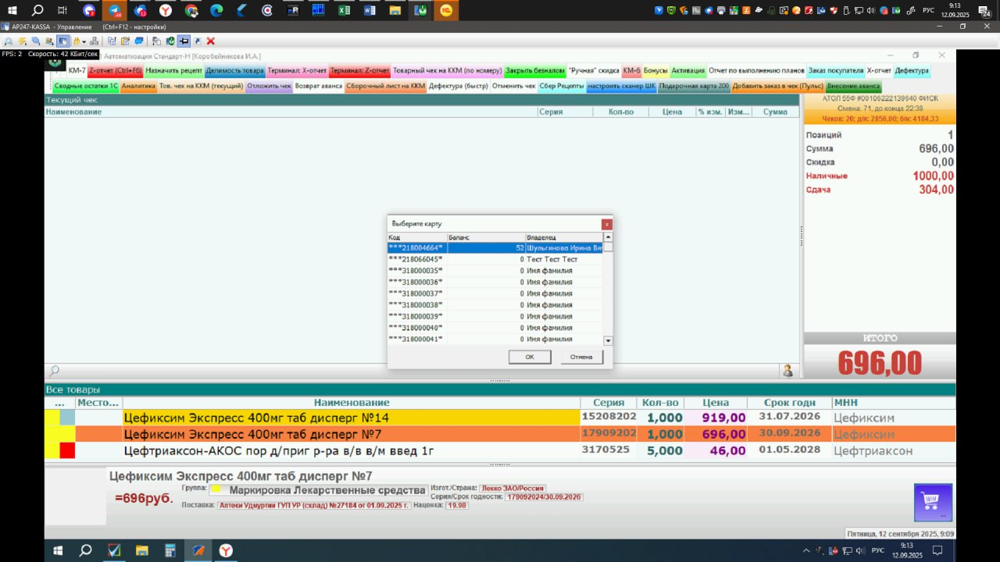 9:13
РУС
12.09.2025
24
AP247-KASSA - Управление (Ctrl+F12 - настройки)
FPS: 2 Скорость: 42 КБит/сек
Автоматизация Стандарт-Н [Коробейникова И.А.]
КМ-7 Z-отчет (Ctrl+F6) Назначить рецепт Делимость товара Терминал: X-отчет Терминал: Z-отчет Товарный чек на ККМ (по номеру) Закрыть безналом "Ручная" скидка КМ-6 Бонусы Активация Отчет по выполнению планов Заказ покупателя X-отчет Дефектура
Сводные остатки 1С Аналитика Тов. чек на ККМ (текущий) Отложить чек Возврат аванса Сборочный лист на ККМ Дефектура (быстр) Отменить чек Сбер Рецепты настроить сканер ШК Подарочная карта 200 Добавить заказ в чек (Пульс) Внесение аванса
Текущий чек
Наименование Серия Кол-во Цена % изм. Изм... Сумма
АТОЛ 55Ф #00106222139640 ФИСК
Смена: 71, до конца 22:38
Чеков: 20; д/я: 2856,00; б/н: 4184,33
Позиций 1
Сумма 696,00
Скидка 0,00
Наличные 1000,00
Сдача 304,00
Выберите карту
Код Баланс Владелец
***218004664* 52 Шульгинова Ирина Вя
***218066045* 0 Тест Тест Тест
***318000035* 0 Имя фамилия
***318000036* 0 Имя фамилия
***318000037* 0 Имя фамилия
***318000038* 0 Имя фамилия
***318000039* 0 Имя фамилия
***318000040* 0 Имя фамилия
***318000041* 0 Имя фамилия
ОК Отмена
ИТОГО
696,00
Все товары
... Место... Наименование Серия Кол-во Цена Срок годн МНН
Цефиксим Экспресс 400мг таб дисперг №14 15208202 1,000 919,00 31.07.2026 Цефиксим
Цефиксим Экспресс 400мг таб дисперг №7 17909202 1,000 696,00 30.09.2026 Цефиксим
Цефтриаксон-АКОС пор д/приг р-ра в/в в/м введ 1г 3170525 5,000 46,00 01.05.2028 Цефтриаксон
Цефиксим Экспресс 400мг таб дисперг №7
=696руб.
Группа: Маркировка Лекарственные средства Изгот./Страна: Лекко ЗАО/Россия
Серия/Срок годности: 179092024/30.09.2026
Поставка: Аптеки Удмуртии ГУП УР (склад) №27184 от 01.09.2025 г. Наценка: 19.98
Пятница, 12 сентября 2025, 9:09
9:13
РУС
12.09.2025